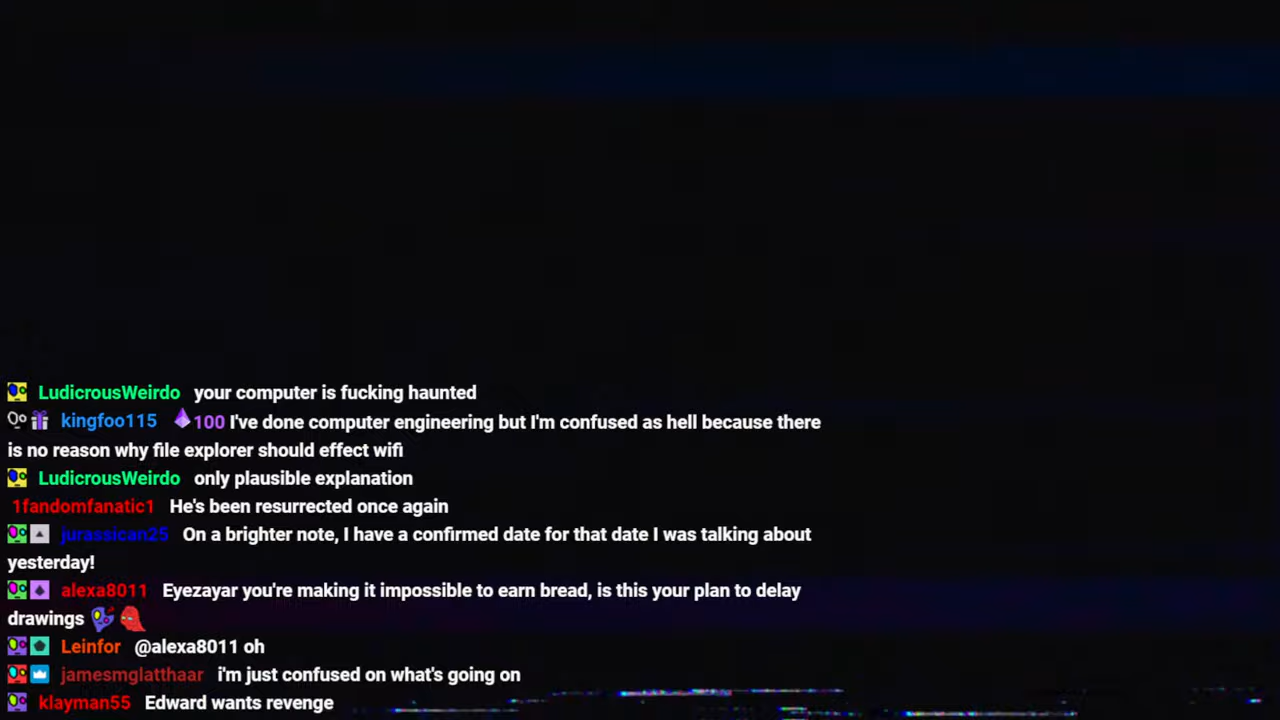 LudicrousWeirdo your computer is fucking haunted
kingfoo115 100 I've done computer engineering but I'm confused as hell because there
is no reason why file explorer should effect wifi
LudicrousWeirdo only plausible explanation
1fandomfanatic1 He's been resurrected once again
jurassican25 On a brighter note, I have a confirmed date for that date I was talking about
yesterday!
alexa8011 Eyezayar you're making it impossible to earn bread, is this your plan to delay
drawings
Leinfor @alexa8011 oh
jamesmglatthaar i'm just confused on what's going on
klayman55 Edward wants revenge